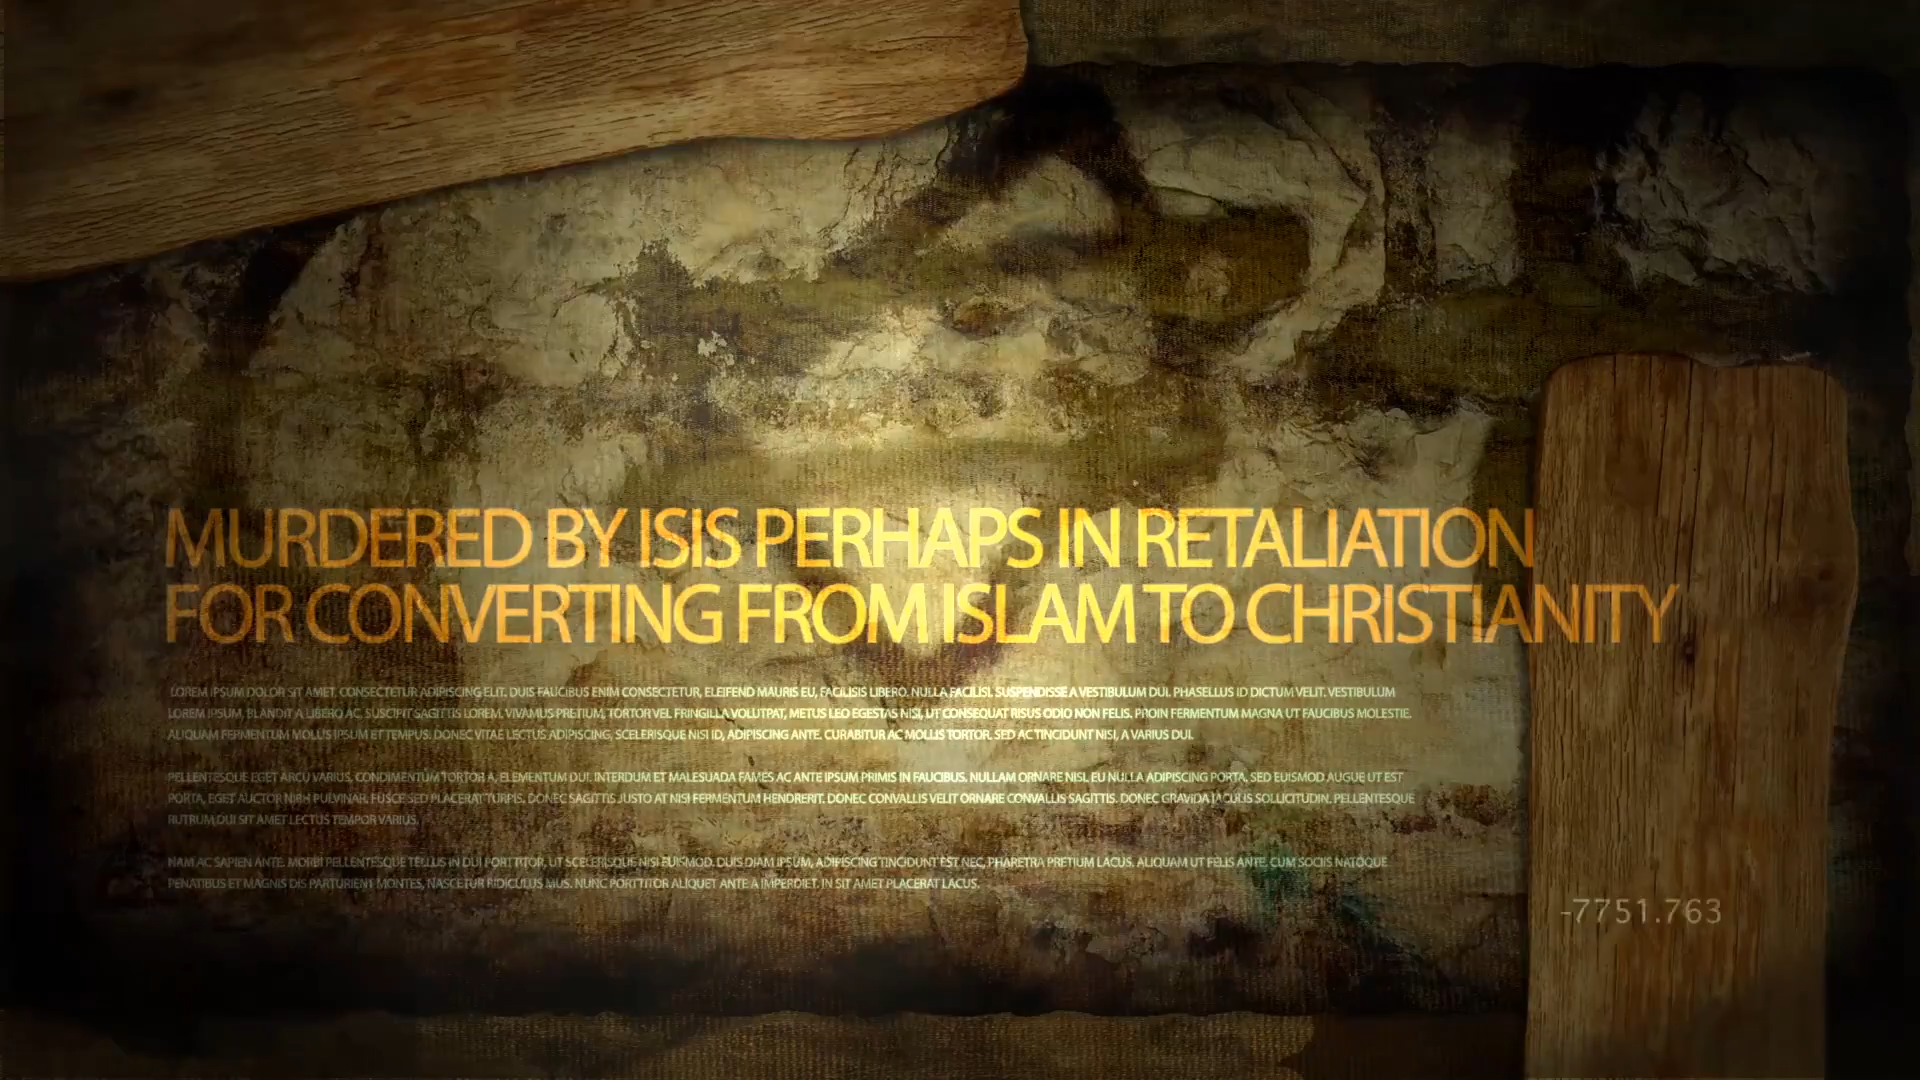 MURDERED BY ISIS PERHAPS IN RETALIATION
FOR CONVERTING FROM ISLAM TO CHRISTIANITY
LOREM IPSUM DOLOR SIT AMET, CONSECTETUR ADIPISCING ELIT. DUIS FAUCIBUS ENIM CONSECTETUR, ELEIFEND MAURIS EU, FACILISIS LIBERO. NULLA FACILISI. SUSPENDISSE A VESTIBULUM DUI. PHASELLUS ID DICTUM VELIT. VESTIBULUM
LOREM IPSUM, BLANDIT A LIBERO AC, SUSCIPIT SAGITTIS LOREM. VIVAMUS PRETIUM, TORTOR VEL FRINGILLA VOLUTPAT, METUS LEO EGESTAS NISI, UT CONSEQUAT RISUS ODIO NON FELIS. PROIN FERMENTUM MAGNA UT FAUCIBUS MOLESTIE.
ALIQUAM FERMENTUM MOLLIS IPSUM ET TEMPUS. DONEC VITAE LECTUS ADIPISCING, SCELERISQUE NISI ID, ADIPISCING ANTE. CURABITUR AC MOLLIS TORTOR. SED AC TINCIDUNT NISI, A VARIUS DUI.
PELLENTESQUE EGET ARCU VARIUS, CONDIMENTUM TORTOR A, ELEMENTUM DUI. INTERDUM ET MALESUADA FAMES AC ANTE IPSUM PRIMIS IN FAUCIBUS. NULLAM ORNARE NISL EU NULLA ADIPISCING PORTA. SED EUISMOD AUGUE UT EST
PORTA, EGET AUCTOR NIBH PULVINAR. FUSCE SED PLACERAT TURPIS. DONEC SAGITTIS JUSTO AT NISI FERMENTUM HENDRERIT. DONEC CONVALLIS VELIT ORNARE CONVALLIS SAGITTIS. DONEC GRAVIDA IACULIS SOLLICITUDIN. PELLENTESQUE
RUTRUM DUI SIT AMET LECTUS TEMPOR VARIUS.
NAM AC SAPIEN ANTE. MORBI PELLENTESQUE TELLUS IN DUI PORTTITOR, UT SCELERISQUE NISI EUISMOD. DUIS DIAM IPSUM, ADIPISCING TINCIDUNT EST NEC, PHARETRA PRETIUM LACUS. ALIQUAM UT FELIS ANTE. CUM SOCIIS NATOQUE
PENATIBUS ET MAGNIS DIS PARTURIENT MONTES, NASCETUR RIDICULUS MUS. NUNC PORTTITOR ALIQUET ANTE A IMPERDIET. IN SIT AMET PLACERAT LACUS.
-7751.763